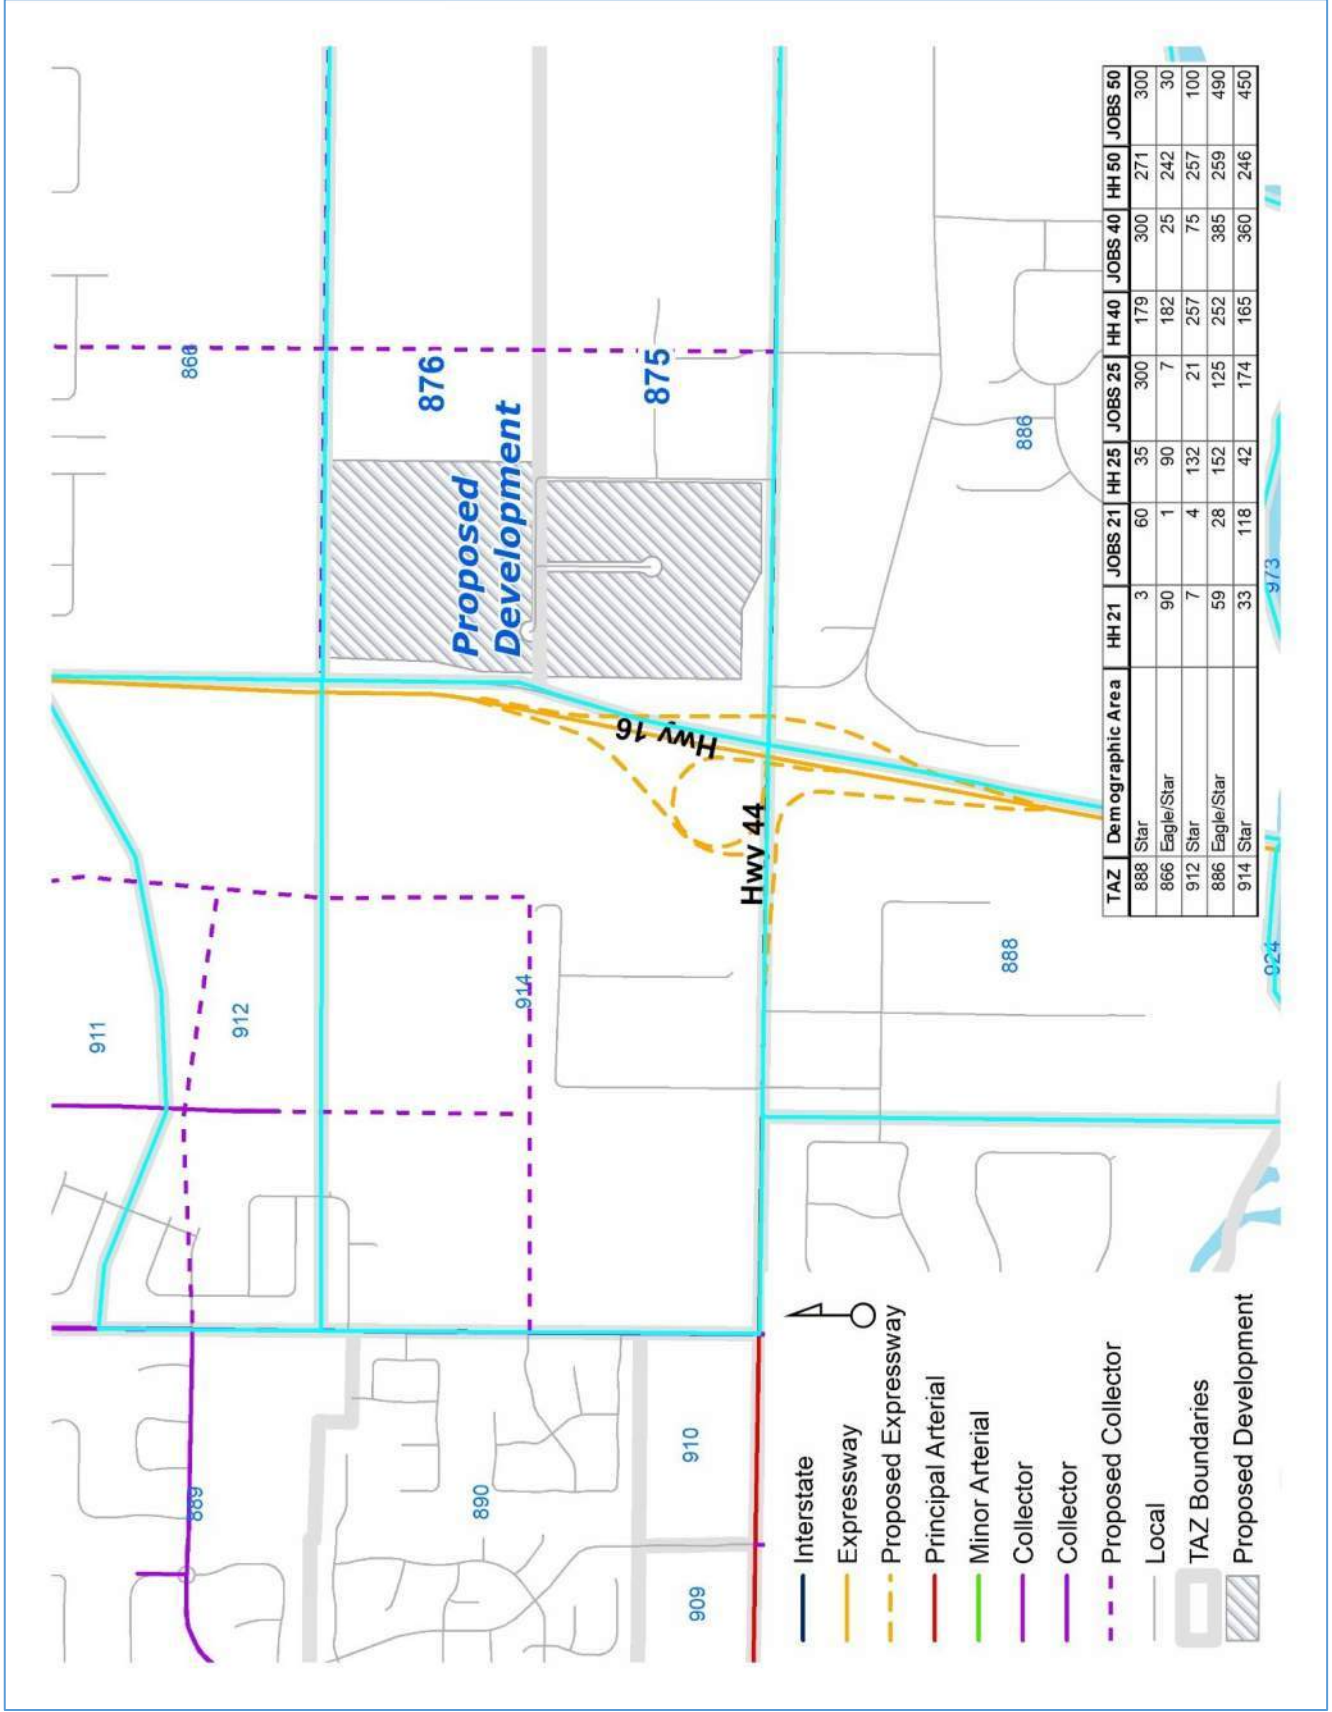 866
876
Proposed
Development
875
886
Hwy 16
Hwy 44
911
912
914
888
973
924
889
890
910
909
TAZ Demographic Area HH 21 JOBS 21 HH 25 JOBS 25 HH 40 JOBS 40 HH 50 JOBS 50
888 Star 3 60 35 300 179 300 271 300
866 Eagle/Star 90 1 90 7 182 25 242 30
912 Star 7 4 132 21 257 75 257 100
886 Eagle/Star 59 28 152 125 252 385 259 490
914 Star 33 118 42 174 165 360 246 450
Interstate
Expressway
Proposed Expressway
Principal Arterial
Minor Arterial
Collector
Collector
Proposed Collector
Local
TAZ Boundaries
Proposed Development